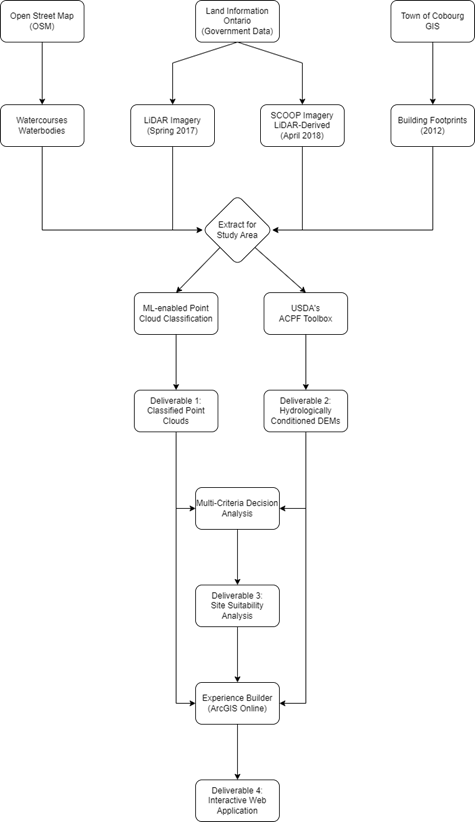 Open Street Map
(OSM)
Land Information
Ontario
(Government Data)
Town of Cobourg
GIS
Watercourses
Waterbodies
LiDAR Imagery
(Spring 2017)
SCOOP Imagery
LiDAR-Derived
(April 2018)
Building Footprints
(2012)
Extract for
Study Area
ML-enabled Point
Cloud Classification
USDA's
ACPF Toolbox
Deliverable 1:
Classified Point
Clouds
Deliverable 2:
Hydrologically
Conditioned DEMs
Multi-Criteria Decision
Analysis
Deliverable 3:
Site Suitability
Analysis
Experience Builder
(ArcGIS Online)
Deliverable 4:
Interactive Web
Application